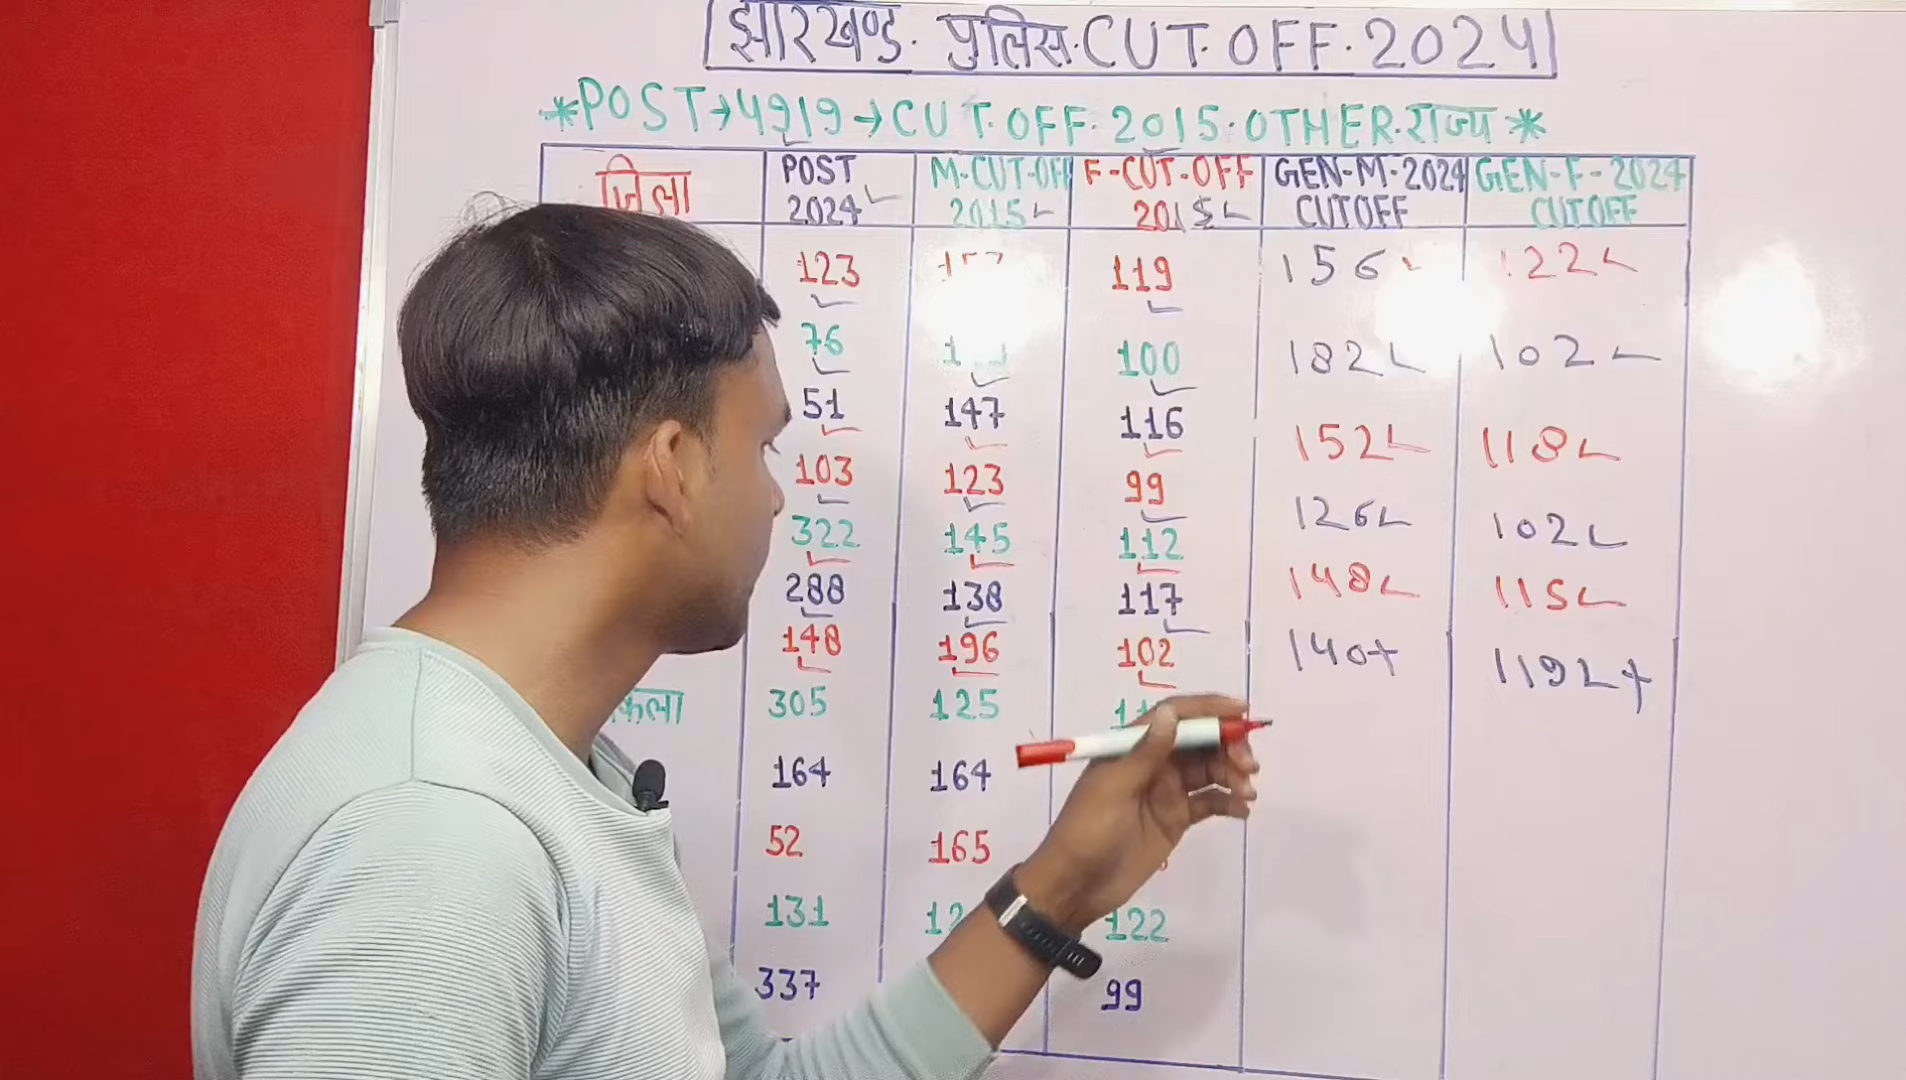 झारखण्ड. पुलिस. CUT. OFF. 2024
*POST→4919→CUT.OFF.2015.OTHER.राज्य*
जिला POST 2024 M-CUT-OFF 2015 F-CUT-OFF 2015 GEN-M-2024 CUTOFF GEN-F-2024 CUTOFF
123 119 156 122
76 100 182 102
51 147 116 152 118
103 123 99 126 102
322 145 112 148 115
288 138 117 140+ 119+
148 196 102
305 125
164 164
52 165
131 122
337 99